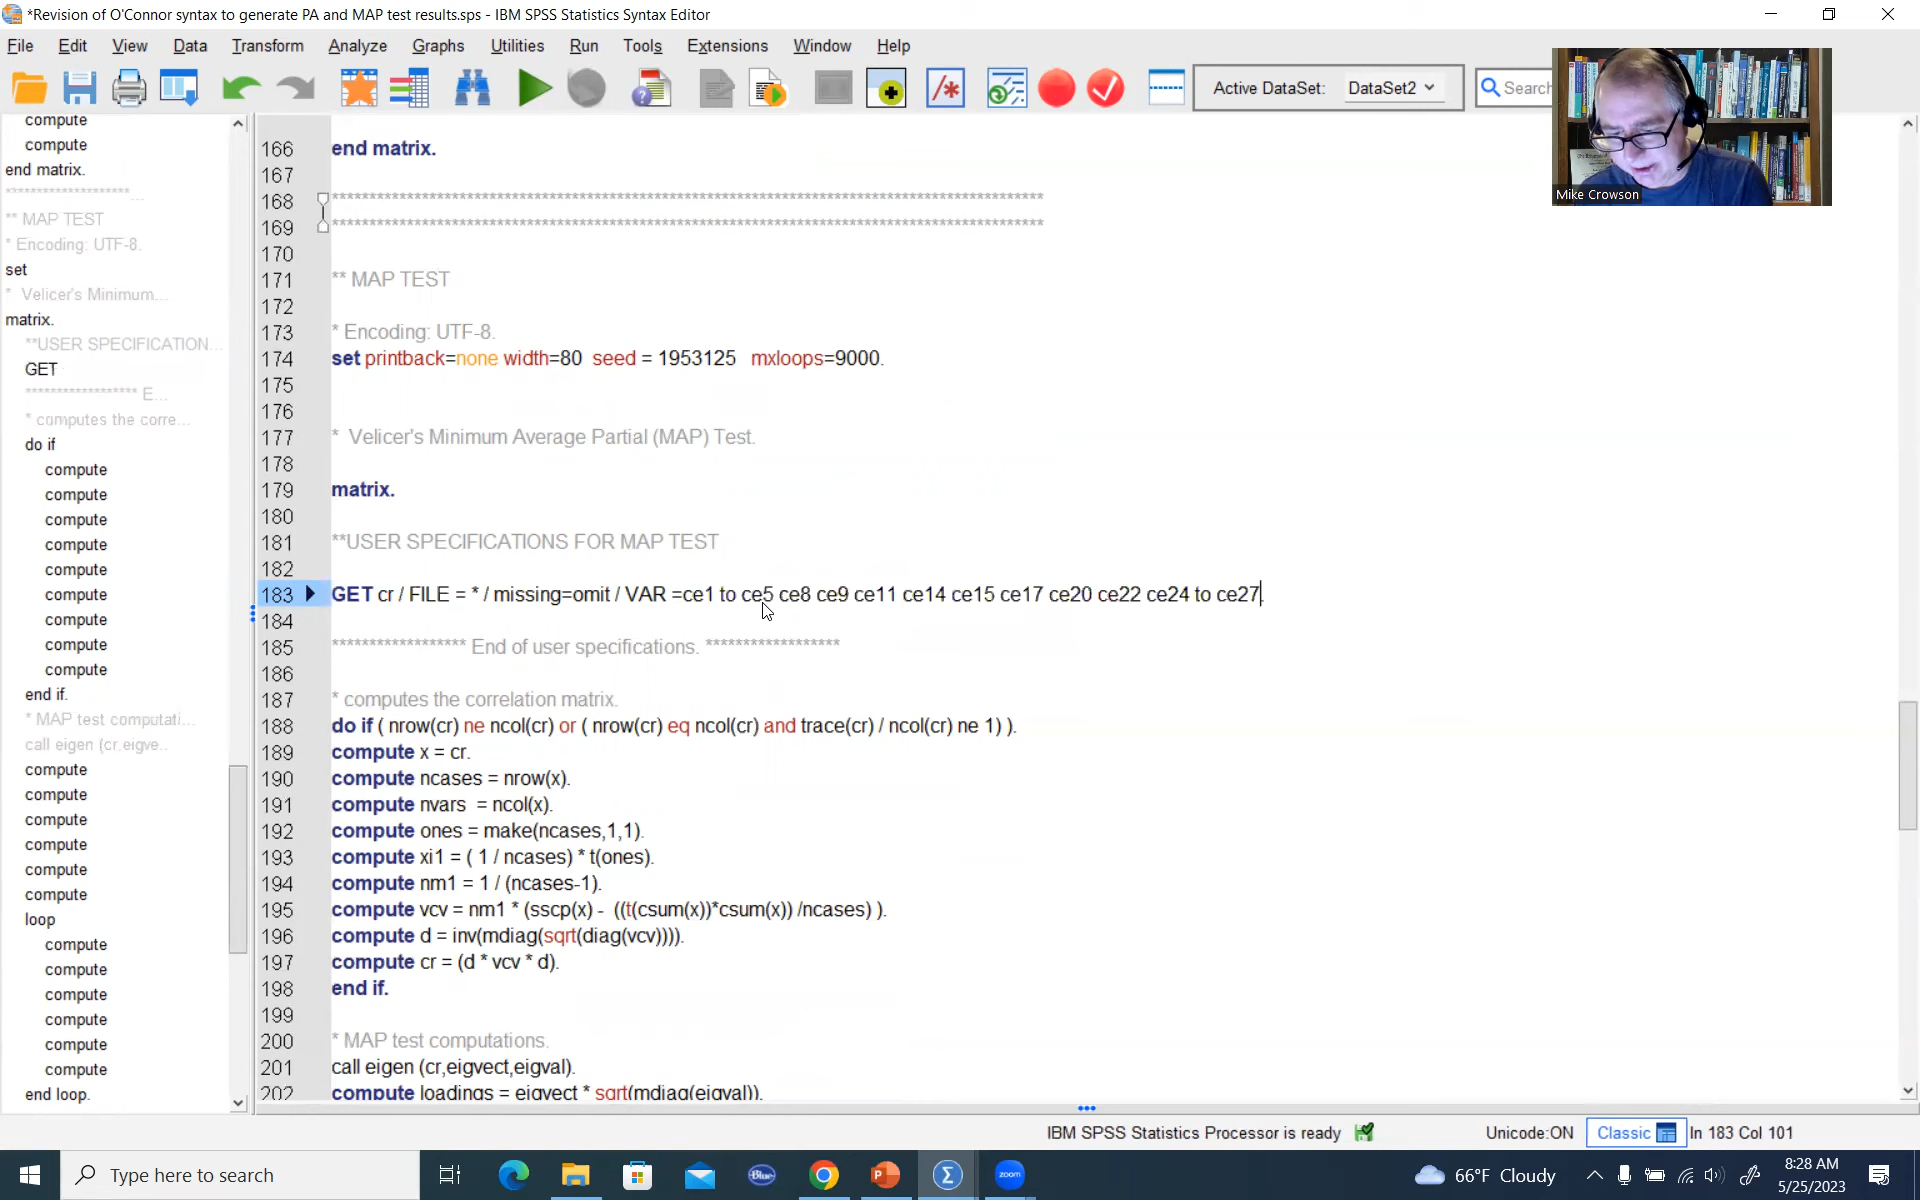 *Revision of O'Connor syntax to generate PA and MAP test results.sps - IBM SPSS Statistics Syntax Editor
File Edit View Data Transform Analyze Graphs Utilities Run Tools Extensions Window Help
Active DataSet: DataSet2
Search
Mike Crowson
compute
compute
end matrix.
*******************
** MAP TEST
* Encoding: UTF-8.
set
* Velicer's Minimum...
matrix.
**USER SPECIFICATION...
GET
****************** E...
* computes the corre...
do if
compute
compute
compute
compute
compute
compute
compute
compute
compute
end if.
* MAP test computati...
call eigen (cr,eigve..
compute
compute
compute
compute
compute
compute
loop
compute
compute
compute
compute
compute
compute
end loop.
166 end matrix.
167
168 ***********************************************************************************************
169 ***********************************************************************************************
170
171 ** MAP TEST
172
173 * Encoding: UTF-8.
174 set printback=none width=80 seed = 1953125 mxloops=9000.
175
176
177 * Velicer's Minimum Average Partial (MAP) Test.
178
179 matrix.
180
181 **USER SPECIFICATIONS FOR MAP TEST
182
183 GET cr / FILE = * / missing=omit / VAR =ce1 to ce5 ce8 ce9 ce11 ce14 ce15 ce17 ce20 ce22 ce24 to ce27.
184
185 ****************** End of user specifications. ******************
186
187 * computes the correlation matrix.
188 do if ( nrow(cr) ne ncol(cr) or ( nrow(cr) eq ncol(cr) and trace(cr) / ncol(cr) ne 1) ).
189 compute x = cr.
190 compute ncases = nrow(x).
191 compute nvars = ncol(x).
192 compute ones = make(ncases,1,1).
193 compute xi1 = ( 1 / ncases) * t(ones).
194 compute nm1 = 1 / (ncases-1).
195 compute vcv = nm1 * (sscp(x) - ((t(csum(x))*csum(x)) /ncases) ).
196 compute d = inv(mdiag(sqrt(diag(vcv)))).
197 compute cr = (d * vcv * d).
198 end if.
199
200 * MAP test computations.
201 call eigen (cr,eigvect,eigval).
202 compute loadings = eigvect * sqrt(mdiag(eigval)).
IBM SPSS Statistics Processor is ready
Unicode:ON Classic In 183 Col 101
Type here to search
Blue
zoom
66°F Cloudy
8:28 AM
5/25/2023